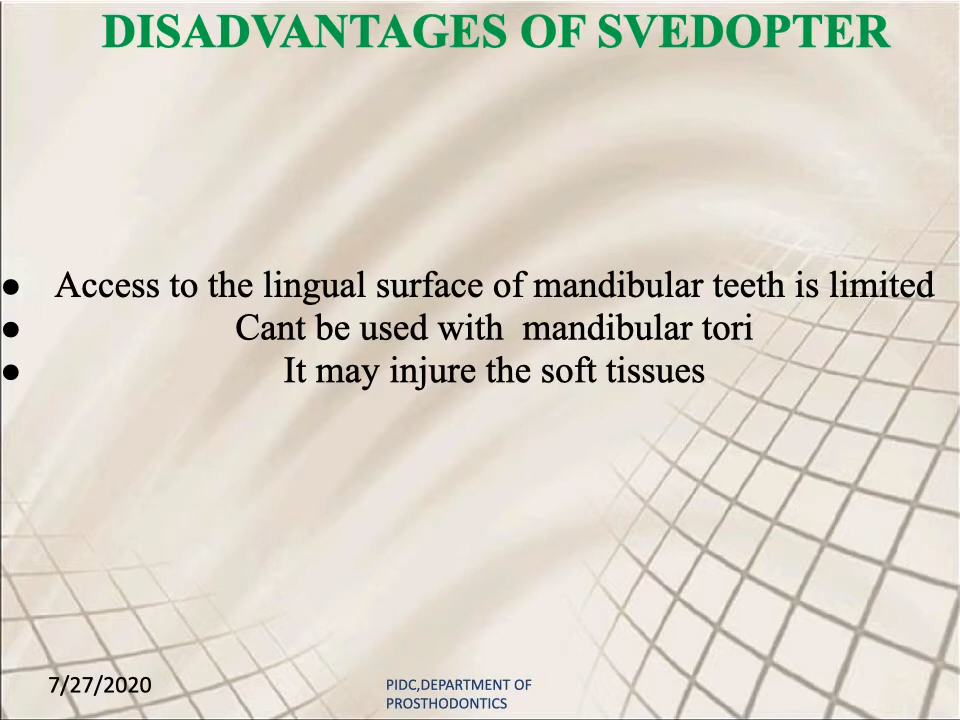 DISADVANTAGES OF SVEDOPTER
● Access to the lingual surface of mandibular teeth is limited
● Cant be used with  mandibular tori
● It may injure the soft tissues
7/27/2020
PIDC,DEPARTMENT OF
PROSTHODONTICS